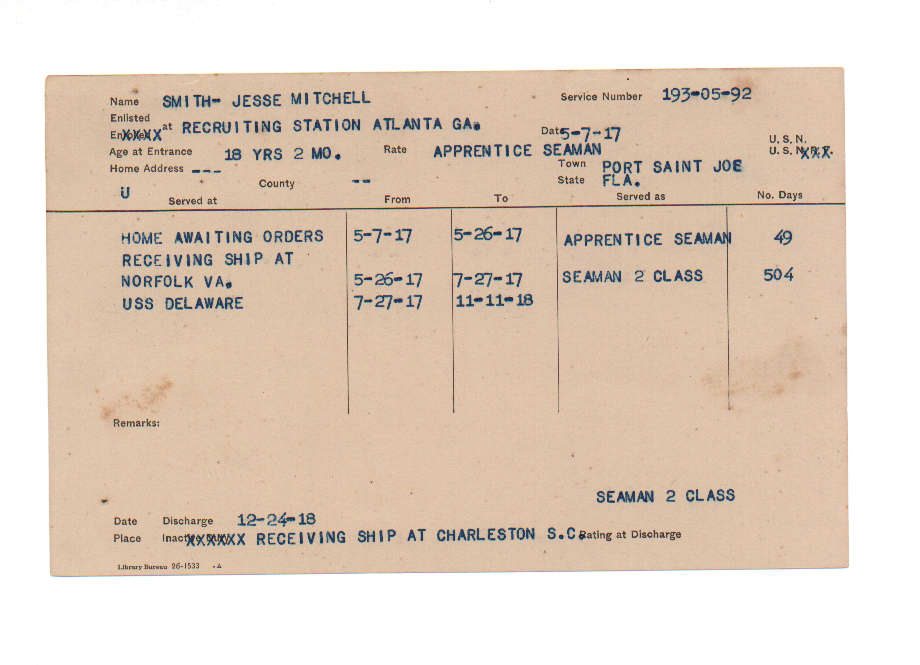 Name SMITH- JESSE MITCHELL Service Number 193-05-92
Enlisted
at RECRUITING STATION ATLANTA GA. Date 5-7-17 U. S. N.
Age at Entrance 18 YRS 2 MO. Rate APPRENTICE SEAMAN U. S. N. XXX.
Home Address --- Town PORT SAINT JOE
U County -- State FLA.
Served at From To Served as No. Days
HOME AWAITING ORDERS 5-7-17 5-26-17 APPRENTICE SEAMAN 49
RECEIVING SHIP AT
NORFOLK VA. 5-26-17 7-27-17 SEAMAN 2 CLASS 504
USS DELAWARE 7-27-17 11-11-18
Remarks:
SEAMAN 2 CLASS
Date Discharge 12-24-18
Place XXXXXX RECEIVING SHIP AT CHARLESTON S.C. Rating at Discharge
Library Bureau 26-1533 -A